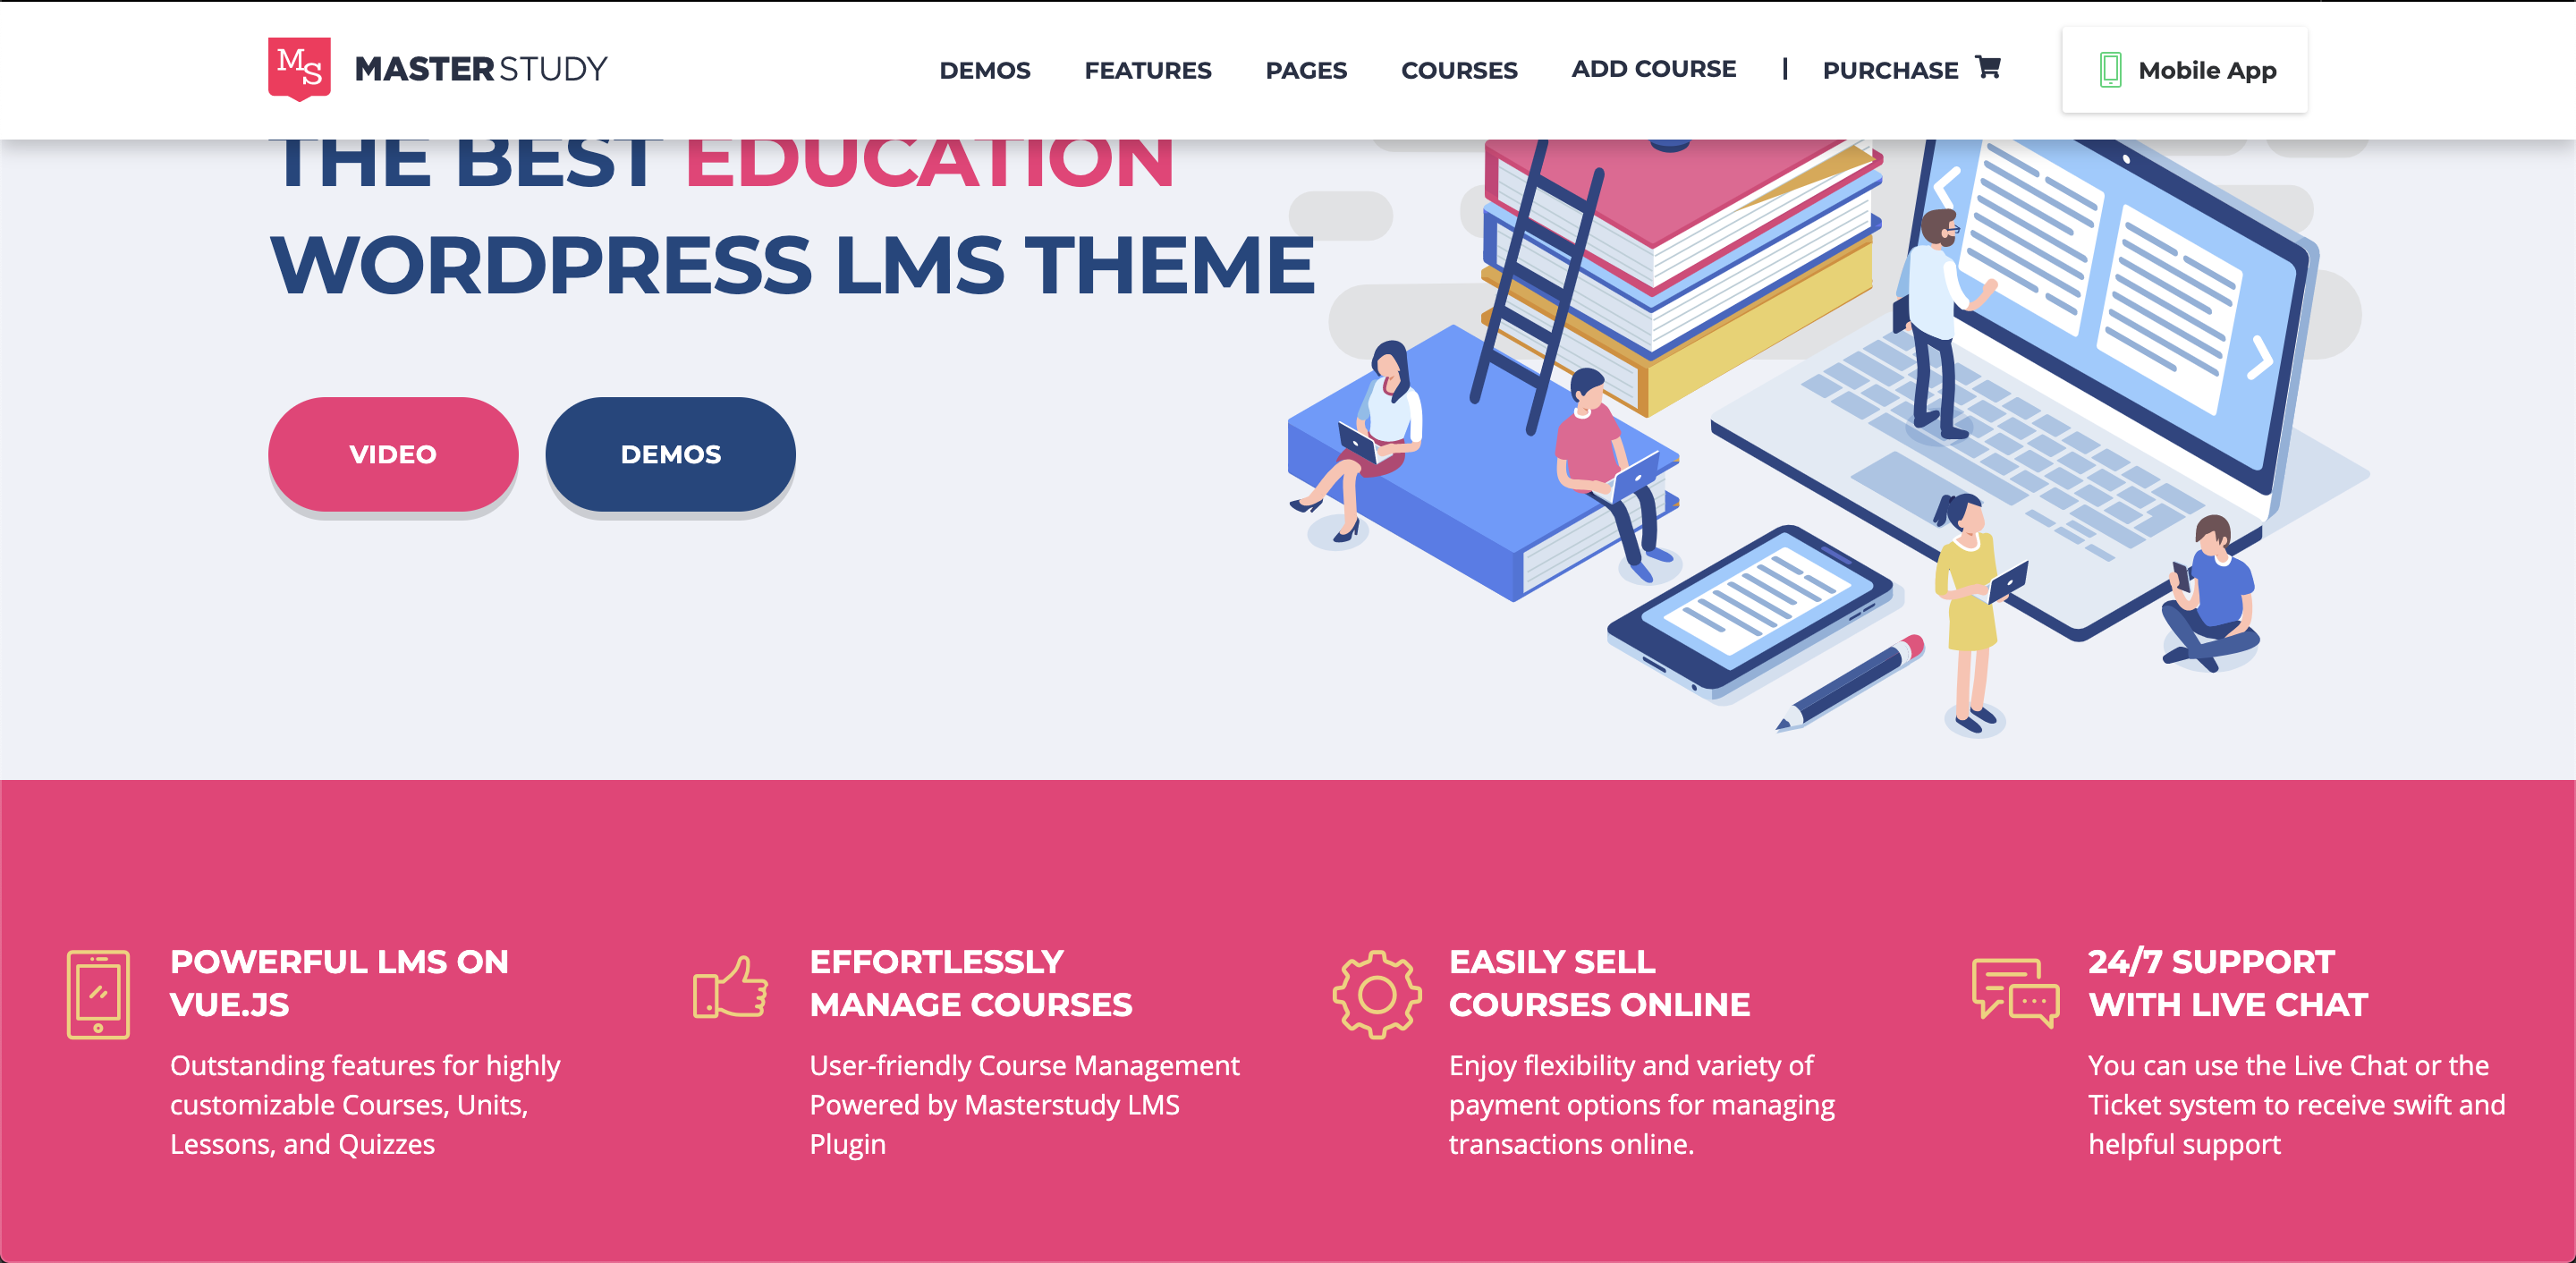 MS MASTERSTUDY
DEMOS FEATURES PAGES COURSES ADD COURSE | PURCHASE Mobile App
THE BEST EDUCATION
WORDPRESS LMS THEME
VIDEO DEMOS
POWERFUL LMS ON
VUE.JS
Outstanding features for highly
customizable Courses, Units,
Lessons, and Quizzes
EFFORTLESSLY
MANAGE COURSES
User-friendly Course Management
Powered by Masterstudy LMS
Plugin
EASILY SELL
COURSES ONLINE
Enjoy flexibility and variety of
payment options for managing
transactions online.
24/7 SUPPORT
WITH LIVE CHAT
You can use the Live Chat or the
Ticket system to receive swift and
helpful support